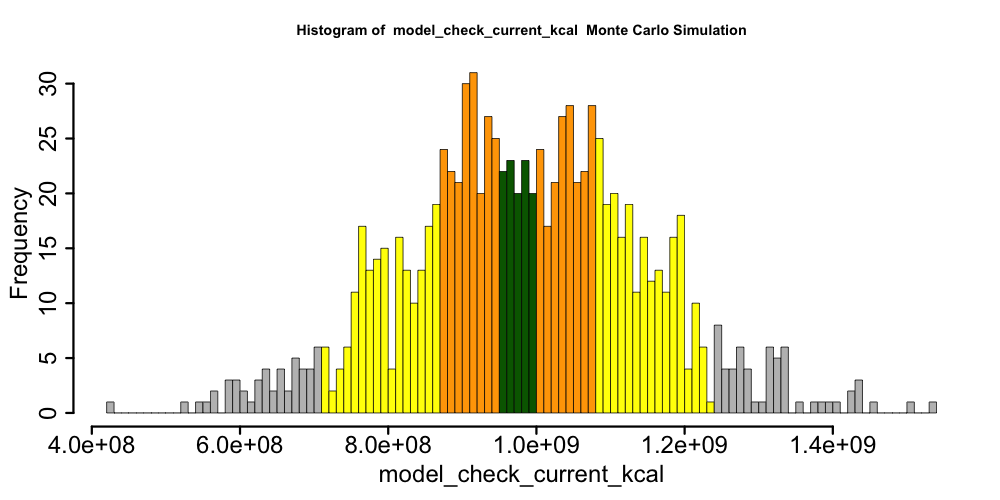 Histogram of  model_check_current_kcal  Monte Carlo Simulation
30
25
20
15
10
5
0
Frequency
4.0e+08 6.0e+08 8.0e+08 1.0e+09 1.2e+09 1.4e+09
model_check_current_kcal